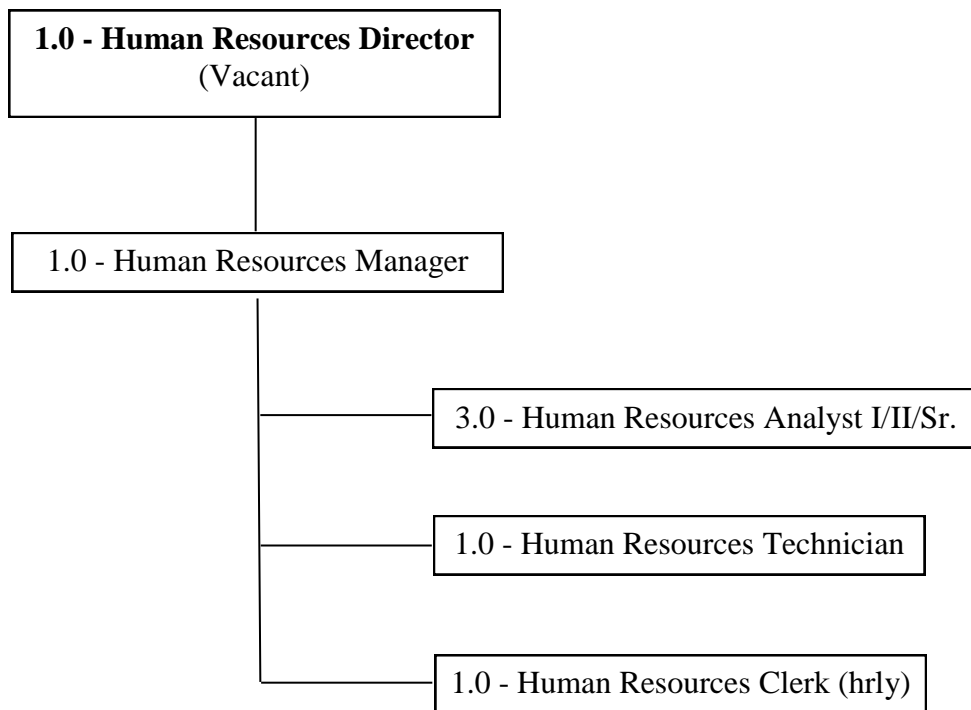 1.0 - Human Resources Director
(Vacant)
1.0 - Human Resources Manager
3.0 - Human Resources Analyst I/II/Sr.
1.0 - Human Resources Technician
1.0 - Human Resources Clerk (hrly)